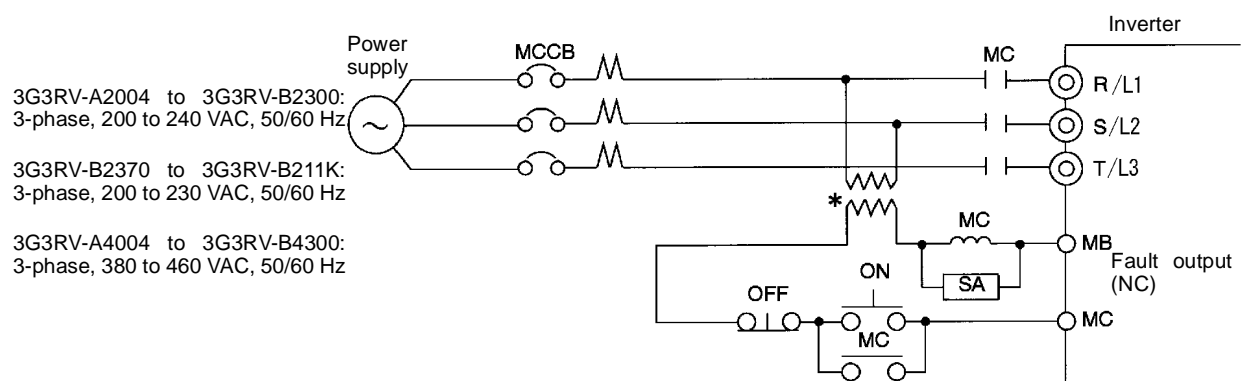 Inverter
Power
supply
MCCB
MC
3G3RV-A2004 to 3G3RV-B2300:
3-phase, 200 to 240 VAC, 50/60 Hz
~
R/L1
S/L2
T/L3
3G3RV-B2370 to 3G3RV-B211K:
3-phase, 200 to 230 VAC, 50/60 Hz
*
3G3RV-A4004 to 3G3RV-B4300:
3-phase, 380 to 460 VAC, 50/60 Hz
MC
MB
Fault output
(NC)
SA
ON
OFF
MC
MC